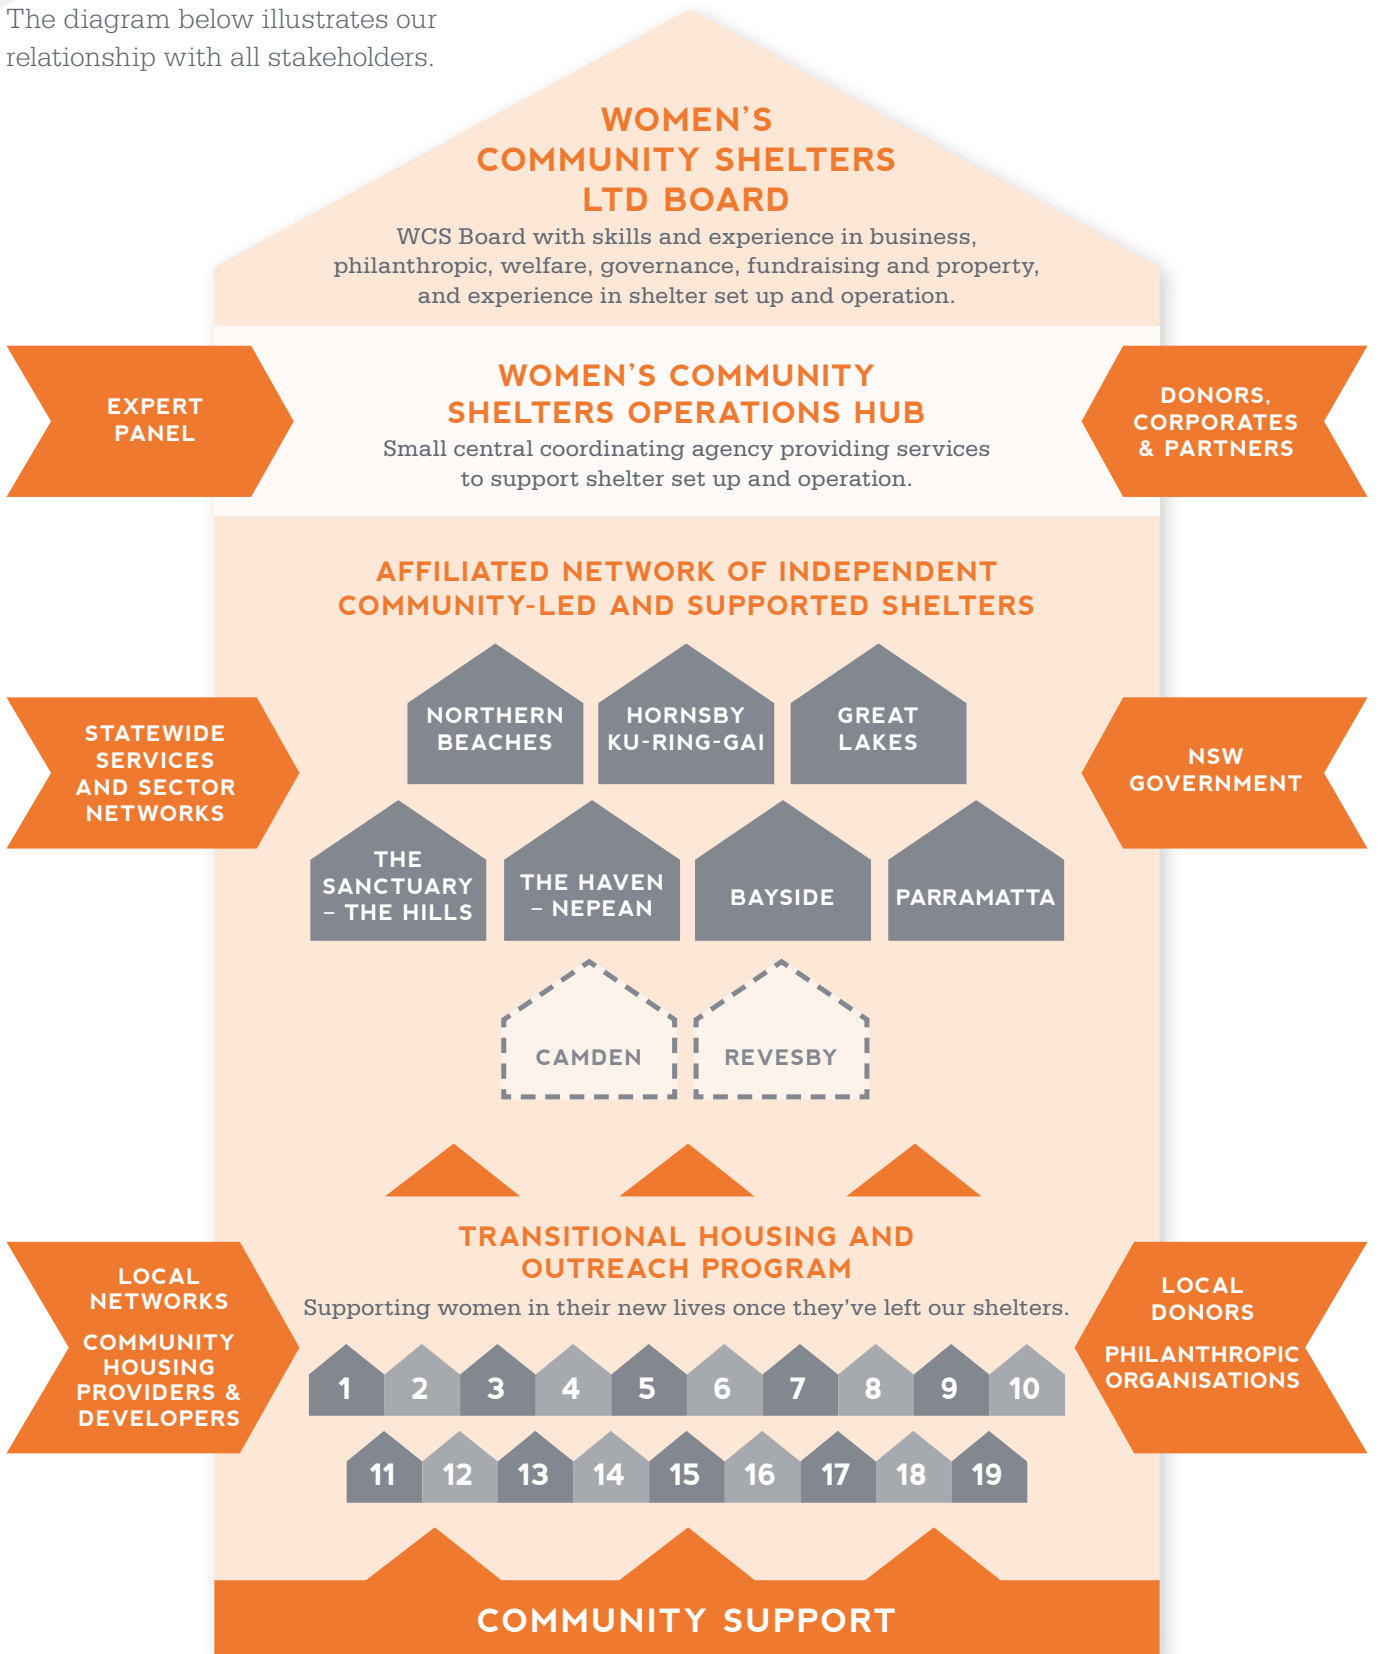 The diagram below illustrates our
relationship with all stakeholders.
WOMEN'S
COMMUNITY SHELTERS
LTD BOARD
WCS Board with skills and experience in business,
philanthropic, welfare, governance, fundraising and property,
and experience in shelter set up and operation.
EXPERT
PANEL
WOMEN'S COMMUNITY
SHELTERS OPERATIONS HUB
Small central coordinating agency providing services
to support shelter set up and operation.
DONORS,
CORPORATES
& PARTNERS
AFFILIATED NETWORK OF INDEPENDENT
COMMUNITY-LED AND SUPPORTED SHELTERS
STATEWIDE
SERVICES
AND SECTOR
NETWORKS
NORTHERN
BEACHES
HORNSBY
KU-RING-GAI
GREAT
LAKES
NSW
GOVERNMENT
THE
SANCTUARY
– THE HILLS
THE HAVEN
– NEPEAN
BAYSIDE
PARRAMATTA
CAMDEN
REVESBY
TRANSITIONAL HOUSING AND
OUTREACH PROGRAM
Supporting women in their new lives once they've left our shelters.
LOCAL
NETWORKS
COMMUNITY
HOUSING
PROVIDERS &
DEVELOPERS
LOCAL
DONORS
PHILANTHROPIC
ORGANISATIONS
1 2 3 4 5 6 7 8 9 10
11 12 13 14 15 16 17 18 19
COMMUNITY SUPPORT